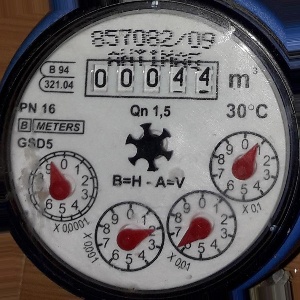 857082/09
ANTIMAG
B 94
321.04
00044 m³
PN 16
Qn 1,5
30°C
B METERS
GSD5
B=H - A=V
X 0,0001
X 0,001
X 0,01
X 0,1